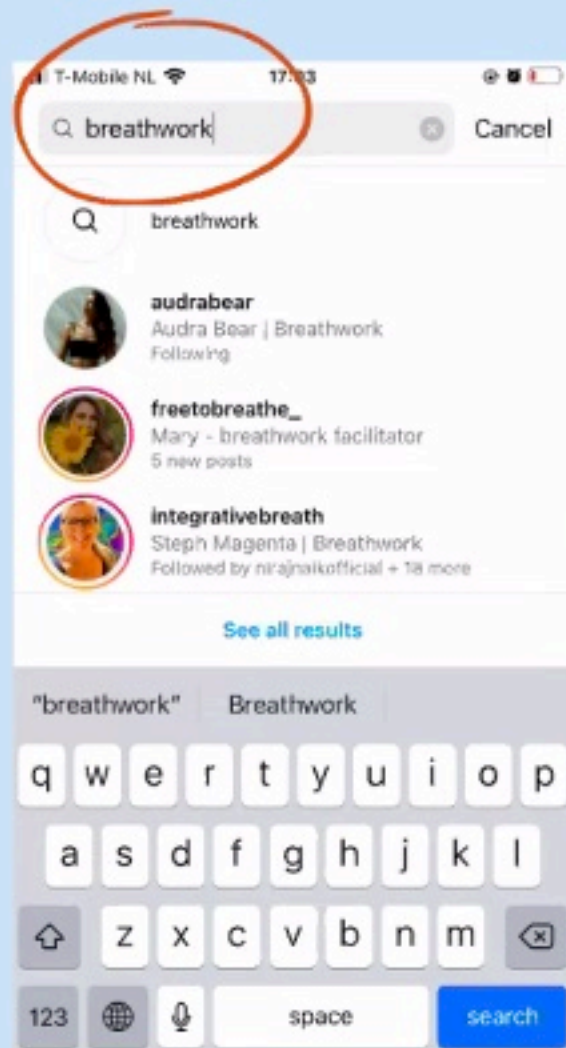 T-Mobile NL
breathwork
Cancel
breathwork
audrabear
Audra Bear | Breathwork
Following
freetobreathe_
Mary - breathwork facilitator
5 new posts
integrativebreath
Steph Magenta | Breathwork
Followed by nirajnaikofficial + 18 more
See all results
"breathwork" Breathwork
q w e r t y u i o p
a s d f g h j k l
z x c v b n m
123 space search